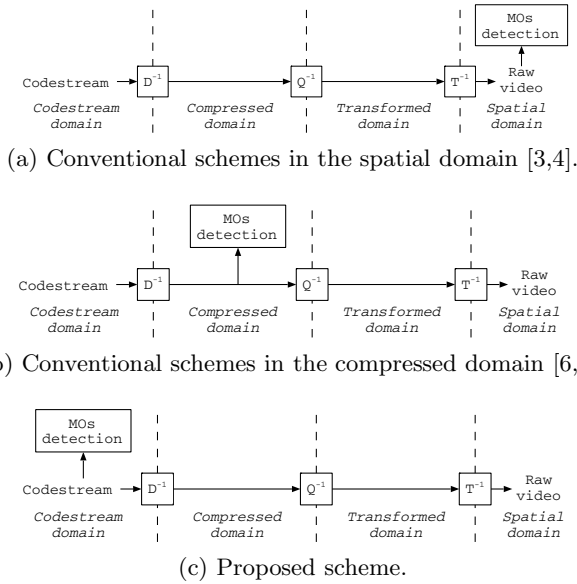 MOs
detection
Codestream D⁻¹ Q⁻¹ T⁻¹ Raw
video
Codestream domain Compressed domain Transformed domain Spatial domain
(a) Conventional schemes in the spatial domain [3,4].
MOs
detection
Codestream D⁻¹ Q⁻¹ T⁻¹ Raw
video
Codestream domain Compressed domain Transformed domain Spatial domain
) Conventional schemes in the compressed domain [6,
MOs
detection
Codestream D⁻¹ Q⁻¹ T⁻¹ Raw
video
Codestream domain Compressed domain Transformed domain Spatial domain
(c) Proposed scheme.